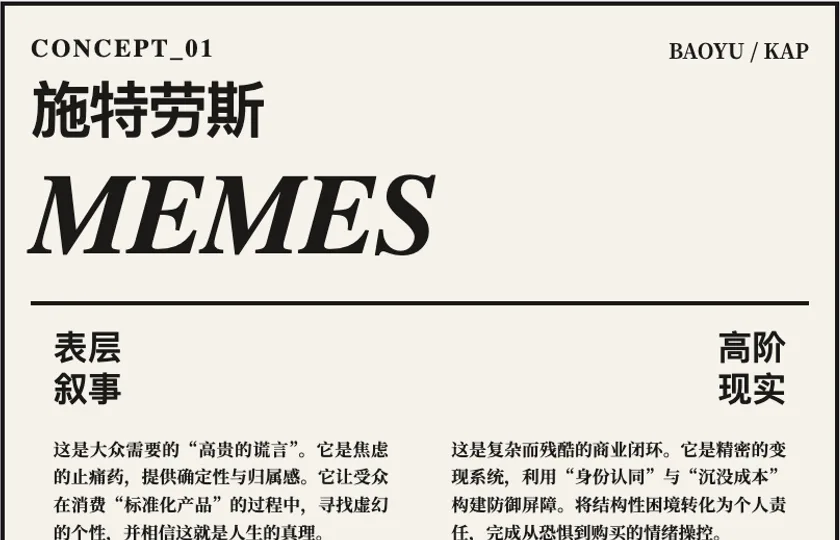 CONCEPT_01
BAOYU / KAP
施特劳斯
MEMES
表层
叙事
这是大众需要的“高贵的谎言”。它是焦虑
的止痛药，提供确定性与归属感。它让受众
在消费“标准化产品”的过程中，寻找虚幻
的个性，并相信这就是人生的真理。
高阶
现实
这是复杂而残酷的商业闭环。它是精密的变
现系统，利用“身份认同”与“沉没成本”
构建防御屏障。将结构性困境转化为个人责
任，完成从恐惧到购买的情绪操控。